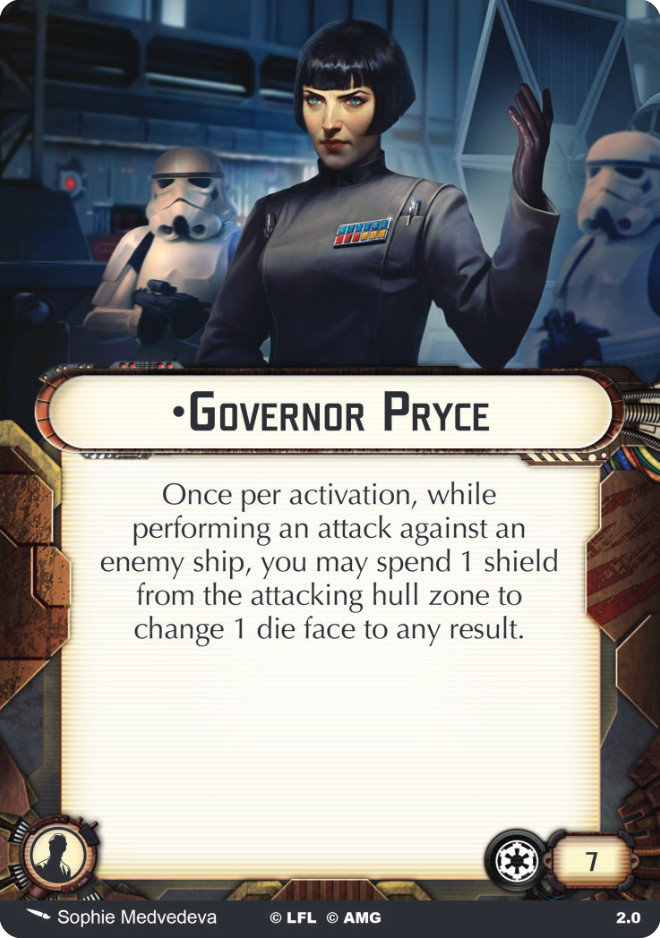 •Governor Pryce
Once per activation, while
performing an attack against an
enemy ship, you may spend 1 shield
from the attacking hull zone to
change 1 die face to any result.
7
Sophie Medvedeva © LFL © AMG 2.0